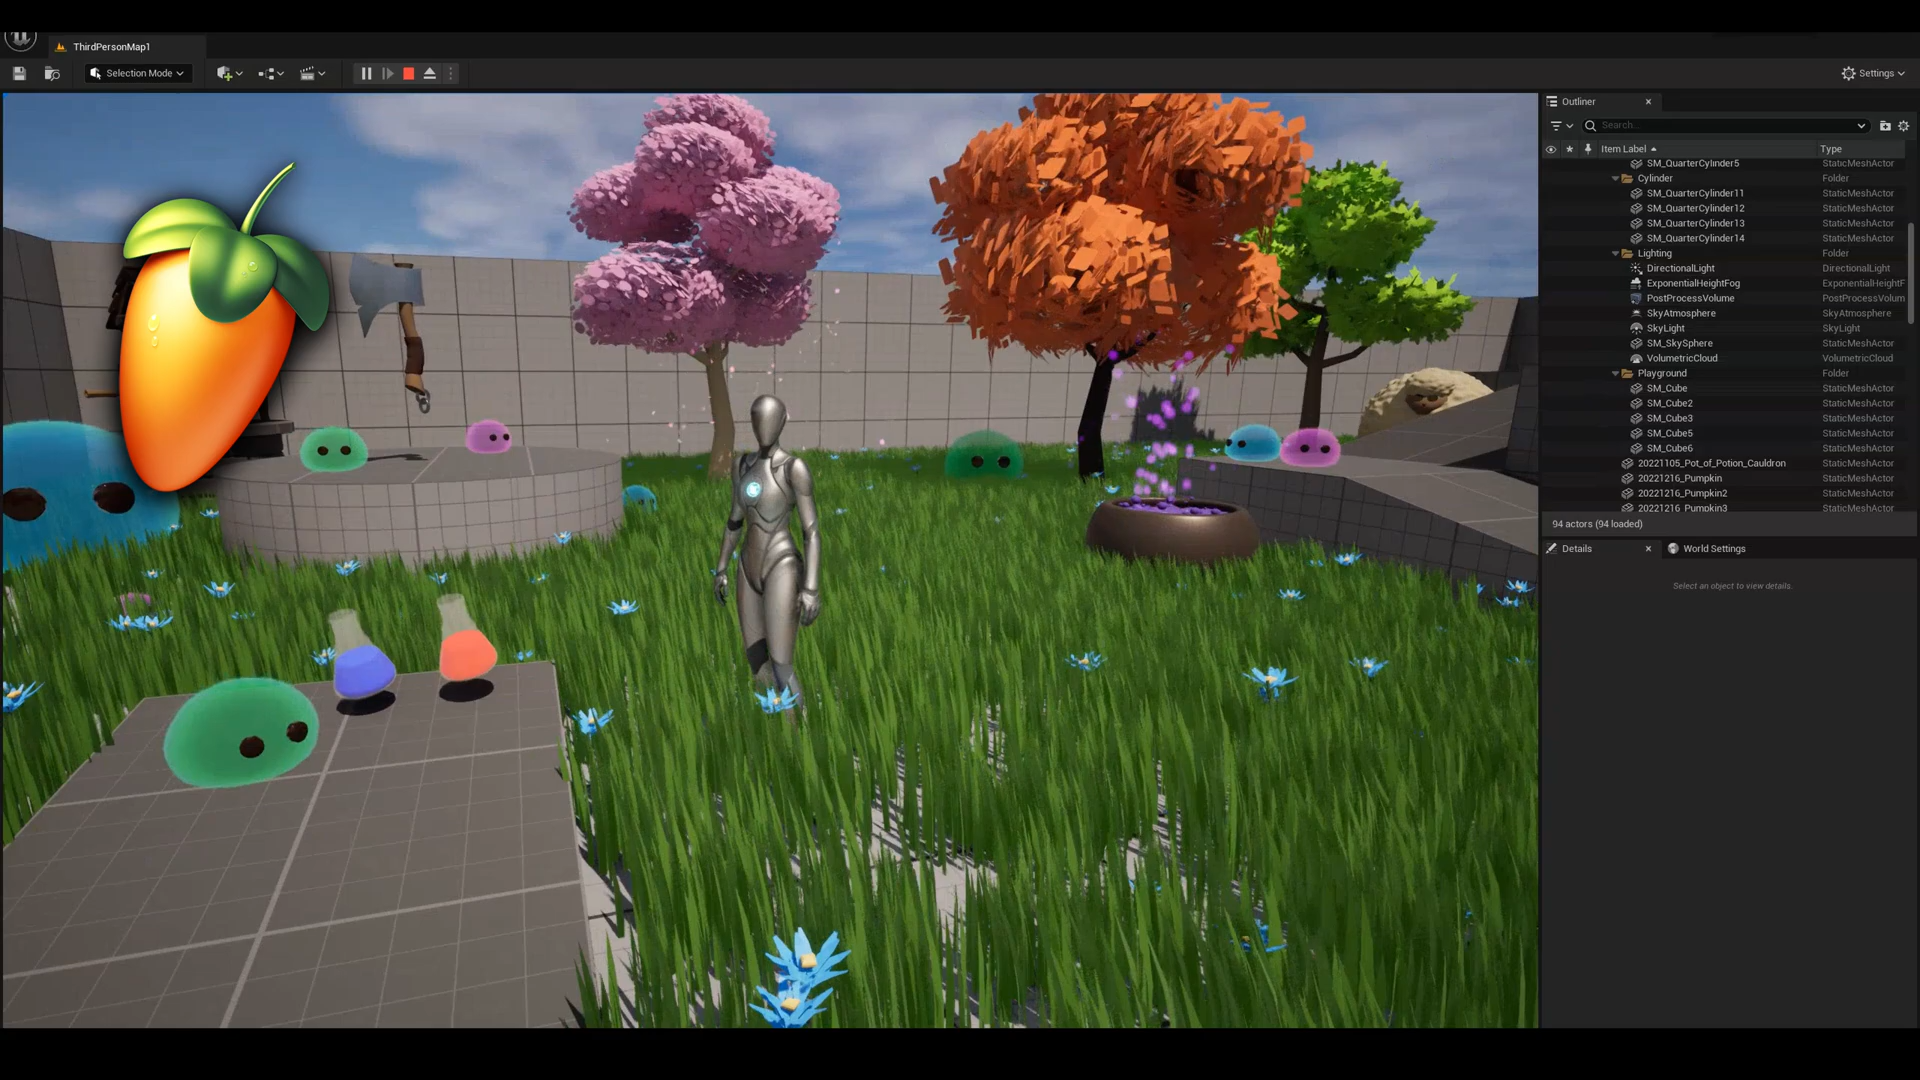 ThirdPersonMap1
Selection Mode
Settings
Outliner
Search...
Item Label
Type
SM_QuarterCylinder5 StaticMeshActor
Cylinder Folder
SM_QuarterCylinder11 StaticMeshActor
SM_QuarterCylinder12 StaticMeshActor
SM_QuarterCylinder13 StaticMeshActor
SM_QuarterCylinder14 StaticMeshActor
Lighting Folder
DirectionalLight DirectionalLight
ExponentialHeightFog ExponentialHeightF
PostProcessVolume PostProcessVolum
SkyAtmosphere SkyAtmosphere
SkyLight SkyLight
SM_SkySphere StaticMeshActor
VolumetricCloud VolumetricCloud
Playground Folder
SM_Cube StaticMeshActor
SM_Cube2 StaticMeshActor
SM_Cube3 StaticMeshActor
SM_Cube5 StaticMeshActor
SM_Cube6 StaticMeshActor
20221105_Pot_of_Potion_Cauldron StaticMeshActor
20221216_Pumpkin StaticMeshActor
20221216_Pumpkin2 StaticMeshActor
20221216_Pumpkin3 StaticMeshActor
94 actors (94 loaded)
Details
World Settings
Select an object to view details.